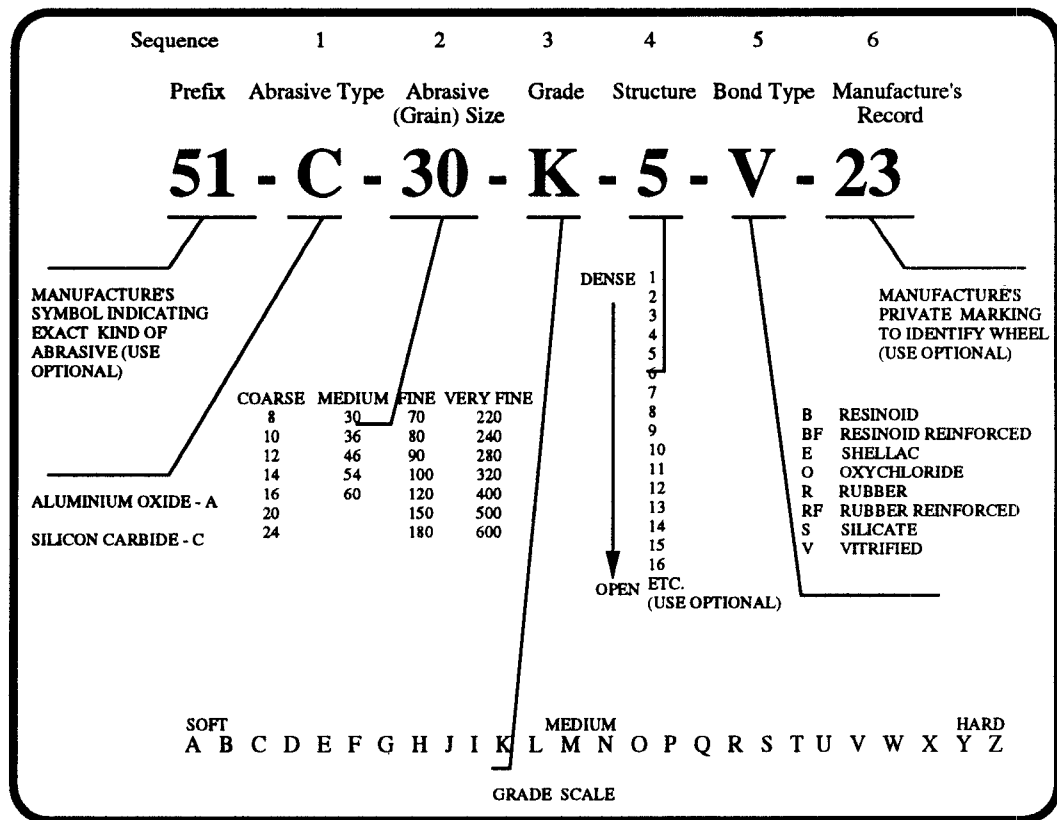 Sequence 1 2 3 4 5 6
Prefix Abrasive Type Abrasive Grade Structure Bond Type Manufacture's
(Grain) Size Record
51 - C - 30 - K - 5 - V - 23
MANUFACTURE'S
SYMBOL INDICATING
EXACT KIND OF
ABRASIVE (USE
OPTIONAL)
ALUMINIUM OXIDE - A
SILICON CARBIDE - C
COARSE MEDIUM FINE VERY FINE
8 30 70 220
10 36 80 240
12 46 90 280
14 54 100 320
16 60 120 400
20 150 500
24 180 600
DENSE 1
2
3
4
5
6
7
8
9
10
11
12
13
14
15
16
OPEN ETC.
(USE OPTIONAL)
MANUFACTURE'S
PRIVATE MARKING
TO IDENTIFY WHEEL
(USE OPTIONAL)
B RESINOID
BF RESINOID REINFORCED
E SHELLAC
O OXYCHLORIDE
R RUBBER
RF RUBBER REINFORCED
S SILICATE
V VITRIFIED
SOFT MEDIUM HARD
A B C D E F G H J I K L M N O P Q R S T U V W X Y Z
GRADE SCALE